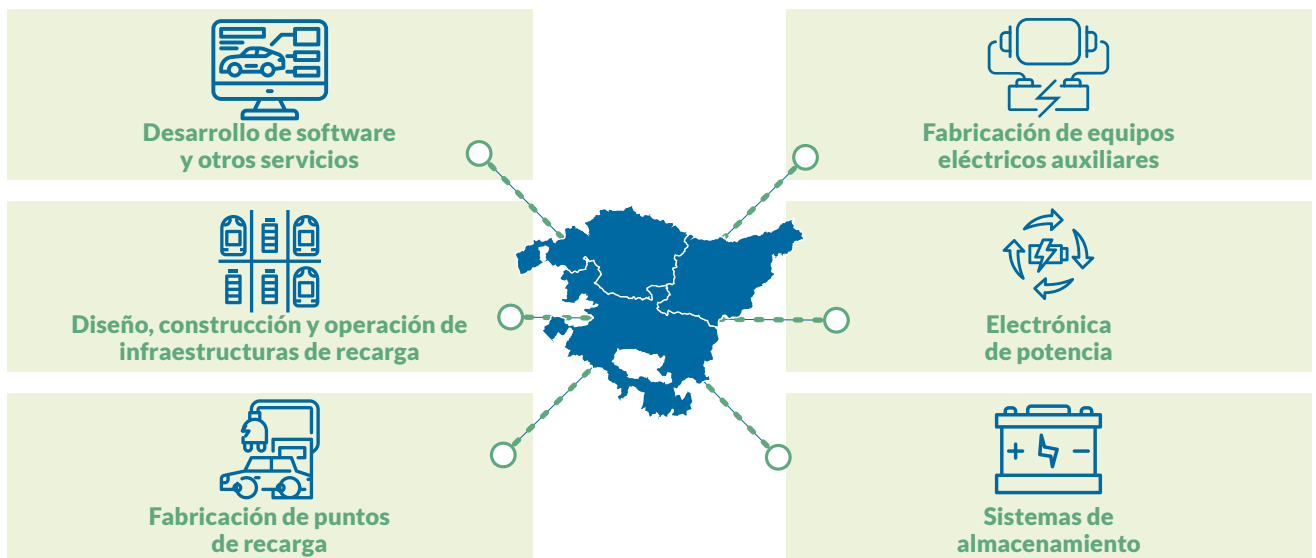 Desarrollo de software
y otros servicios
Fabricación de equipos
eléctricos auxiliares
Diseño, construcción y operación de
infraestructuras de recarga
Electrónica
de potencia
Fabricación de puntos
de recarga
Sistemas de
almacenamiento